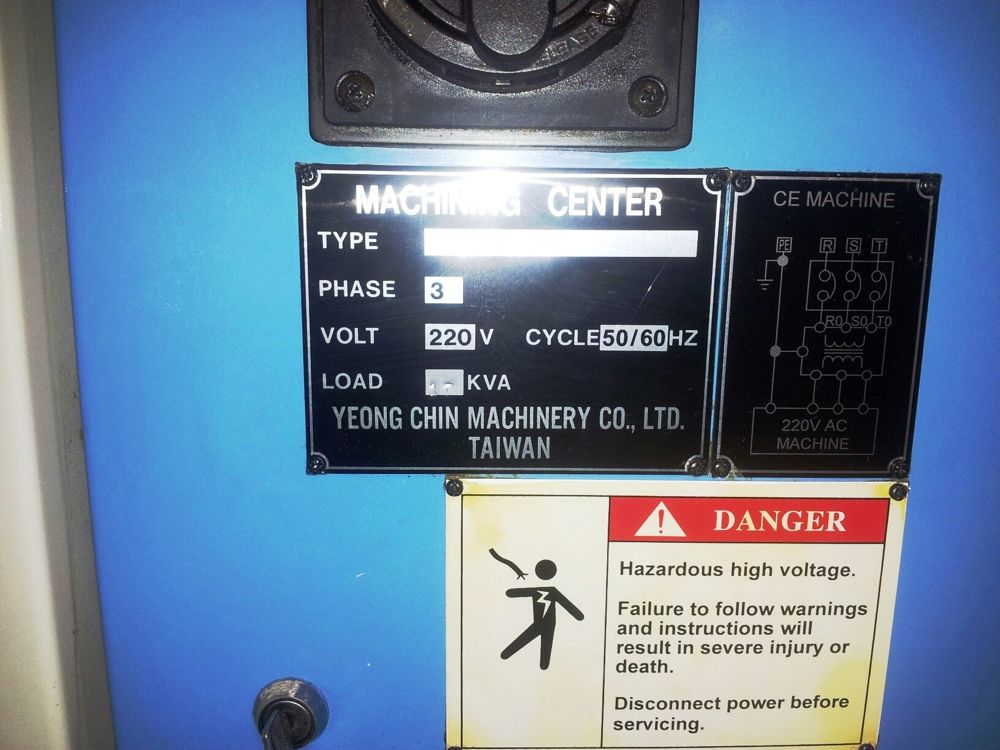 MACHINING CENTER
TYPE
PHASE 3
VOLT 220 V CYCLE 50/60 HZ
LOAD KVA
YEONG CHIN MACHINERY CO., LTD.
TAIWAN
CE MACHINE
PE R S T
R0 S0 T0
220V AC
MACHINE
DANGER
Hazardous high voltage.
Failure to follow warnings
and instructions will
result in severe injury or
death.
Disconnect power before
servicing.